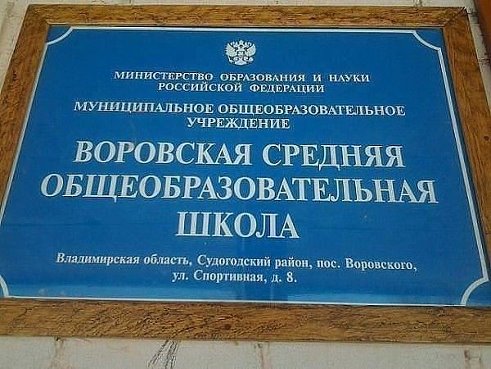 МИНИСТЕРСТВО ОБРАЗОВАНИЯ И НАУКИ
РОССИЙСКОЙ ФЕДЕРАЦИИ
МУНИЦИПАЛЬНОЕ ОБЩЕОБРАЗОВАТЕЛЬНОЕ
УЧРЕЖДЕНИЕ
ВОРОВСКАЯ СРЕДНЯЯ
ОБЩЕОБРАЗОВАТЕЛЬНАЯ
ШКОЛА
Владимирская область, Судогодский район, пос. Воровского,
ул. Спортивная, д. 8.